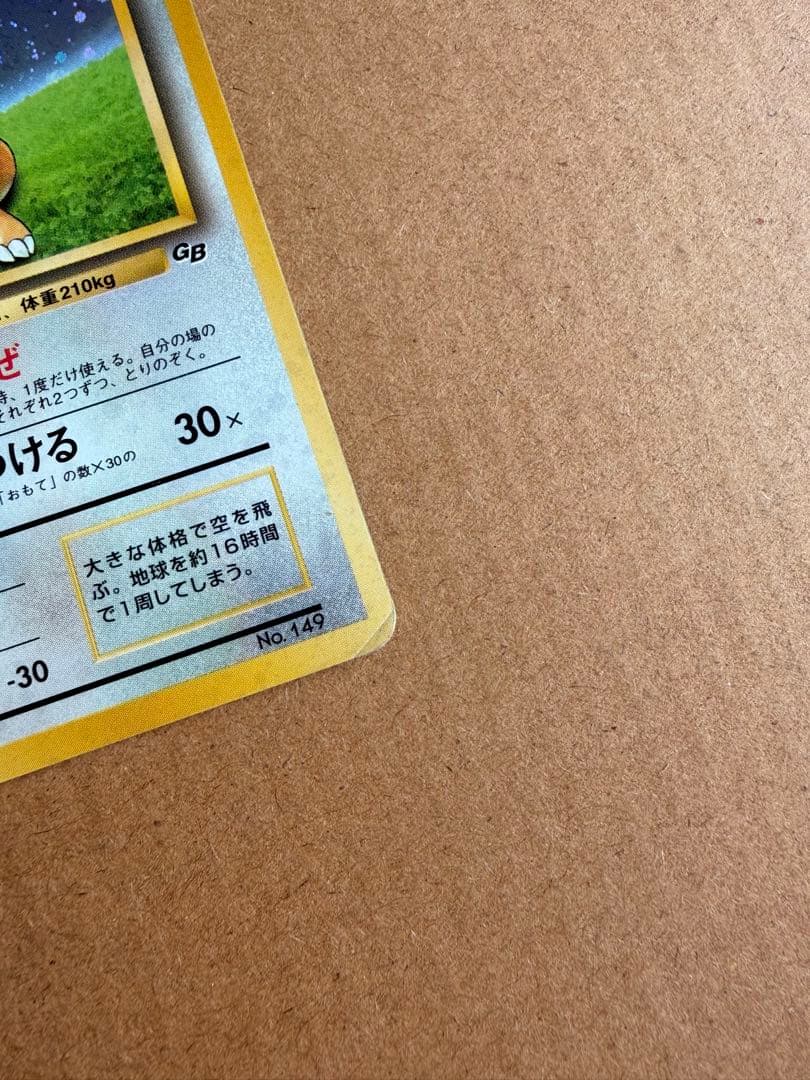 GB
、体重210kg
ぜ
時、1度だけ使える。自分の場の
それぞれ2つずつ、とりのぞく。
つける 30×
「おもて」の数×30の
大きな体格で空を飛
ぶ。地球を約16時間
で1周してしまう。
-30
No. 149